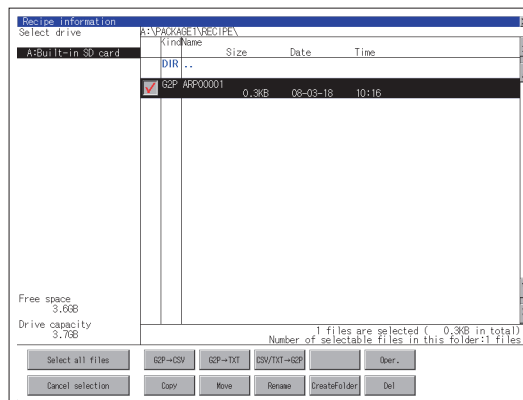 Recipe information
Select drive
A:\PACKAGE1\RECIPE\
Kind Name
Size Date Time
A:Built-in SD card
DIR ..
G2P ARP00001
0.3KB 08-03-18 10:16
Free space
3.6GB
Drive capacity
3.7GB
1 files are selected ( 0.3KB in total)
Number of selectable files in this folder:1 files
Select all files G2P→CSV G2P→TXT CSV/TXT→G2P Oper.
Cancel selection Copy Move Rename CreateFolder Del